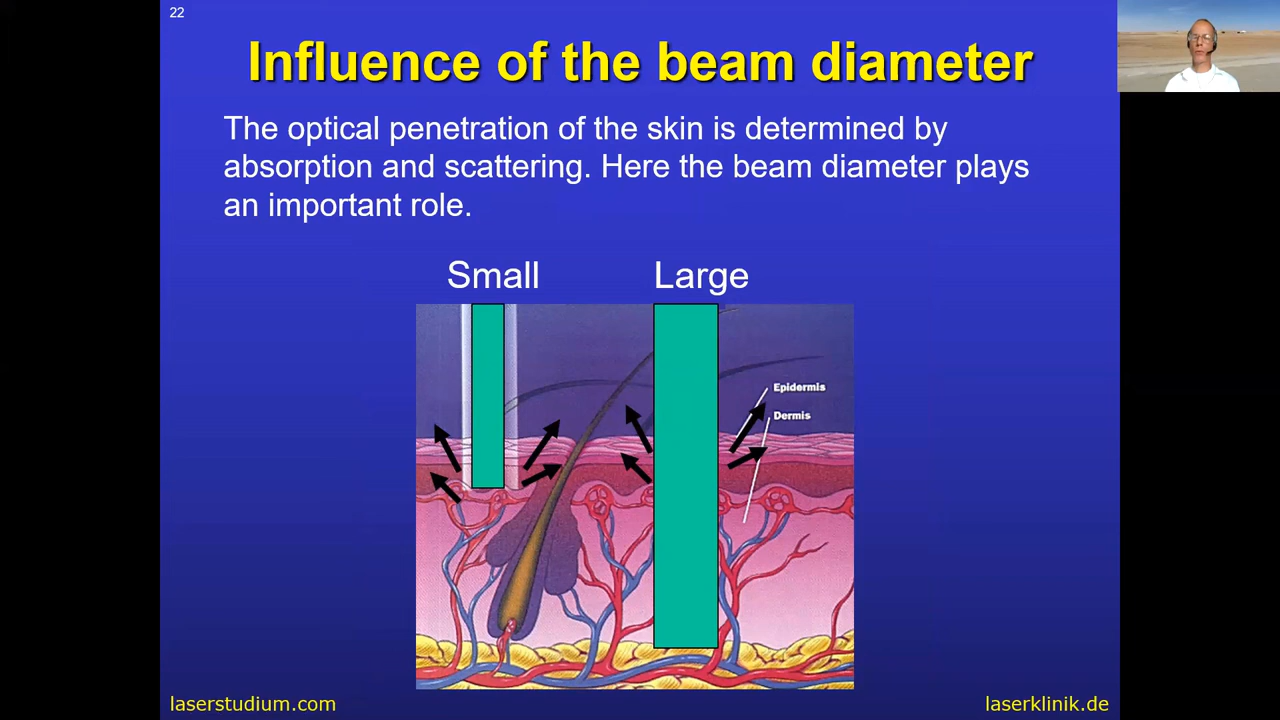 22
Influence of the beam diameter
The optical penetration of the skin is determined by
absorption and scattering. Here the beam diameter plays
an important role.
Small Large
Epidermis
Dermis
laserstudium.com laserklinik.de